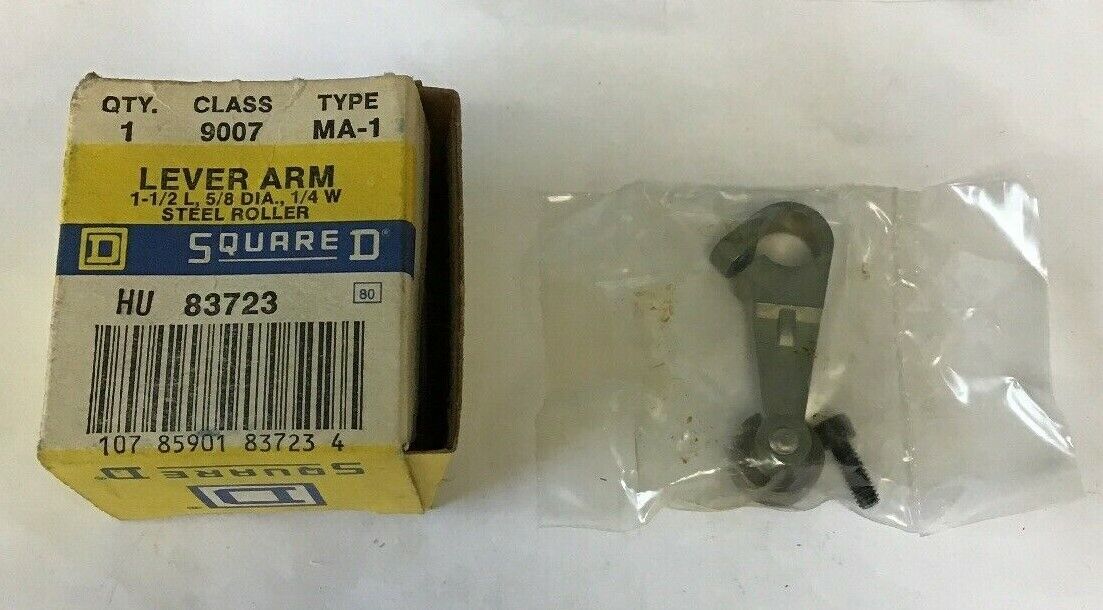 QTY. CLASS TYPE
1 9007 MA-1
LEVER ARM
1-1/2 L, 5/8 DIA., 1/4 W
STEEL ROLLER
D SQUARE D®
HU 83723 80
107 85901 83723 4
SQUARE D®
D